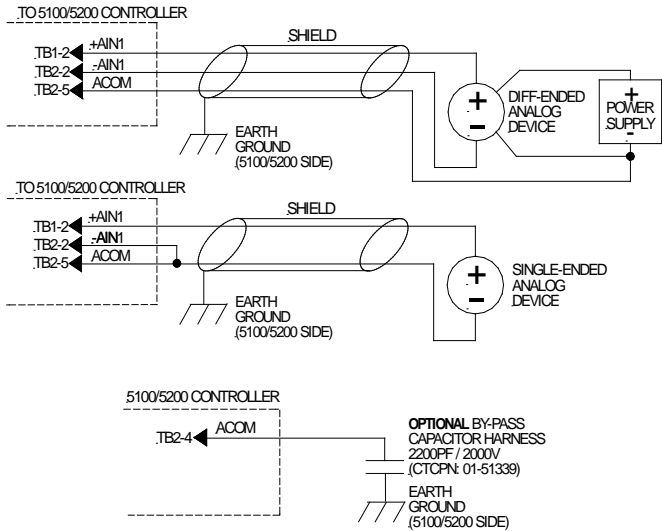 TO 5100/5200 CONTROLLER
TB1-2 +AIN1
TB2-2 -AIN1
TB2-5 ACOM
SHIELD
EARTH
GROUND
(5100/5200 SIDE)
+
-
DIFF-ENDED
ANALOG
DEVICE
+
POWER
SUPPLY
-
TO 5100/5200 CONTROLLER
TB1-2 +AIN1
TB2-2 -AIN1
TB2-5 ACOM
SHIELD
EARTH
GROUND
(5100/5200 SIDE)
+
-
SINGLE-ENDED
ANALOG
DEVICE
5100/5200 CONTROLLER
TB2-4 ACOM
OPTIONAL BY-PASS
CAPACITOR HARNESS
2200PF / 2000V
(CTCPN: 01-51339)
EARTH
GROUND
(5100/5200 SIDE)